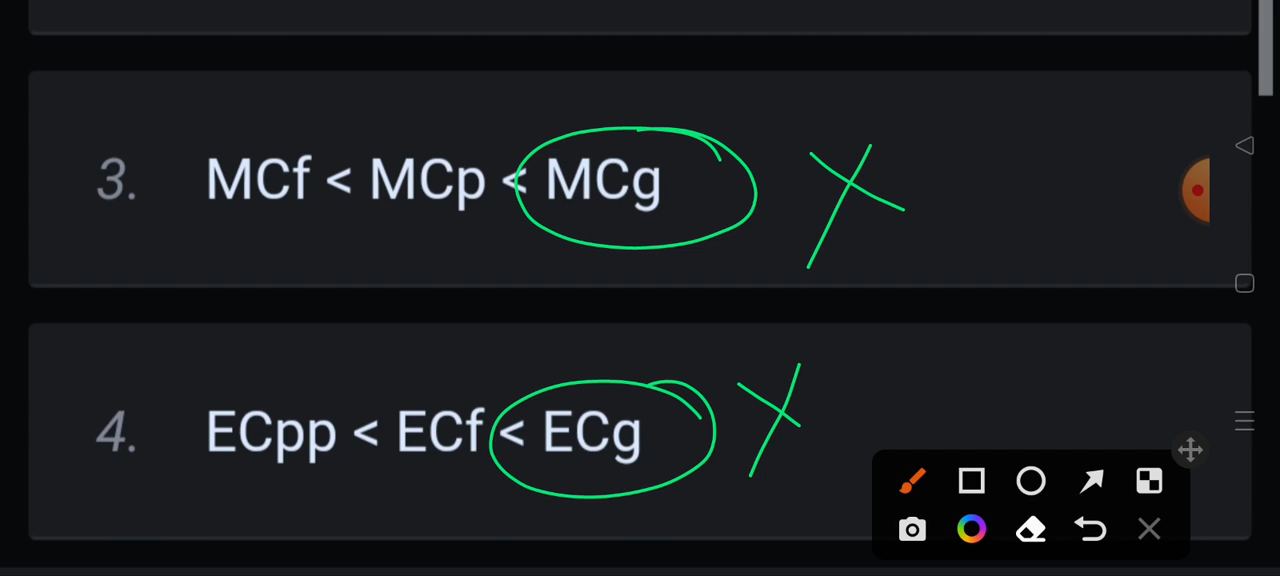 3. MCf < MCp < MCg
4. ECpp < ECf < ECg